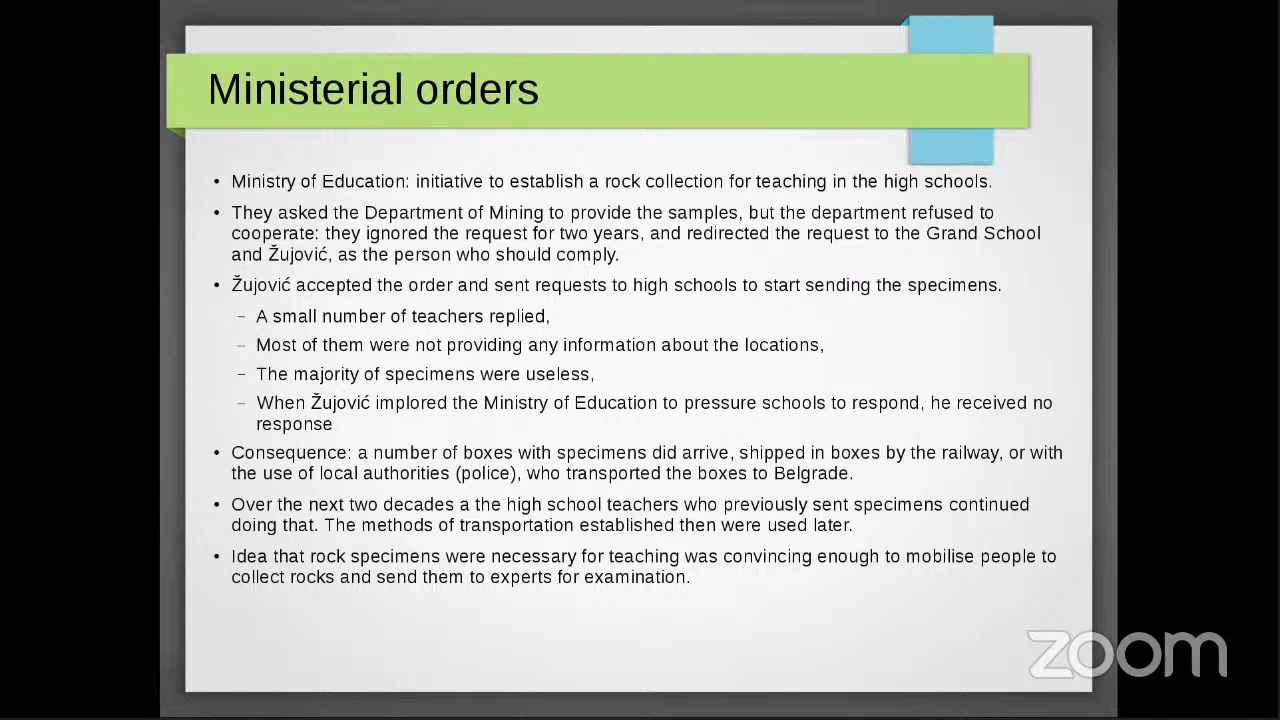 Ministerial orders
• Ministry of Education: initiative to establish a rock collection for teaching in the high schools.
• They asked the Department of Mining to provide the samples, but the department refused to
cooperate: they ignored the request for two years, and redirected the request to the Grand School
and Žujović, as the person who should comply.
• Žujović accepted the order and sent requests to high schools to start sending the specimens.
– A small number of teachers replied,
– Most of them were not providing any information about the locations,
– The majority of specimens were useless,
– When Žujović implored the Ministry of Education to pressure schools to respond, he received no
response
• Consequence: a number of boxes with specimens did arrive, shipped in boxes by the railway, or with
the use of local authorities (police), who transported the boxes to Belgrade.
• Over the next two decades a the high school teachers who previously sent specimens continued
doing that. The methods of transportation established then were used later.
• Idea that rock specimens were necessary for teaching was convincing enough to mobilise people to
collect rocks and send them to experts for examination.
zoom